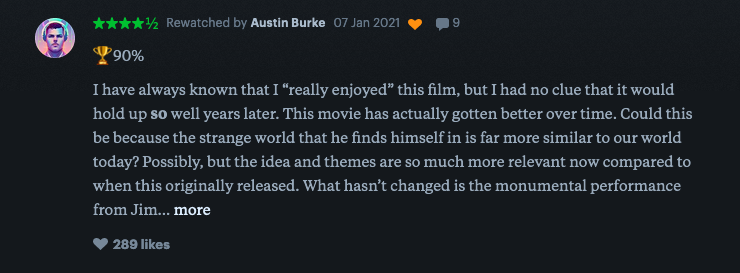 ★★★★½ Rewatched by Austin Burke 07 Jan 2021 9
🏆90%
I have always known that I “really enjoyed” this film, but I had no clue that it would
hold up so well years later. This movie has actually gotten better over time. Could this
be because the strange world that he finds himself in is far more similar to our world
today? Possibly, but the idea and themes are so much more relevant now compared to
when this originally released. What hasn’t changed is the monumental performance
from Jim... more
289 likes